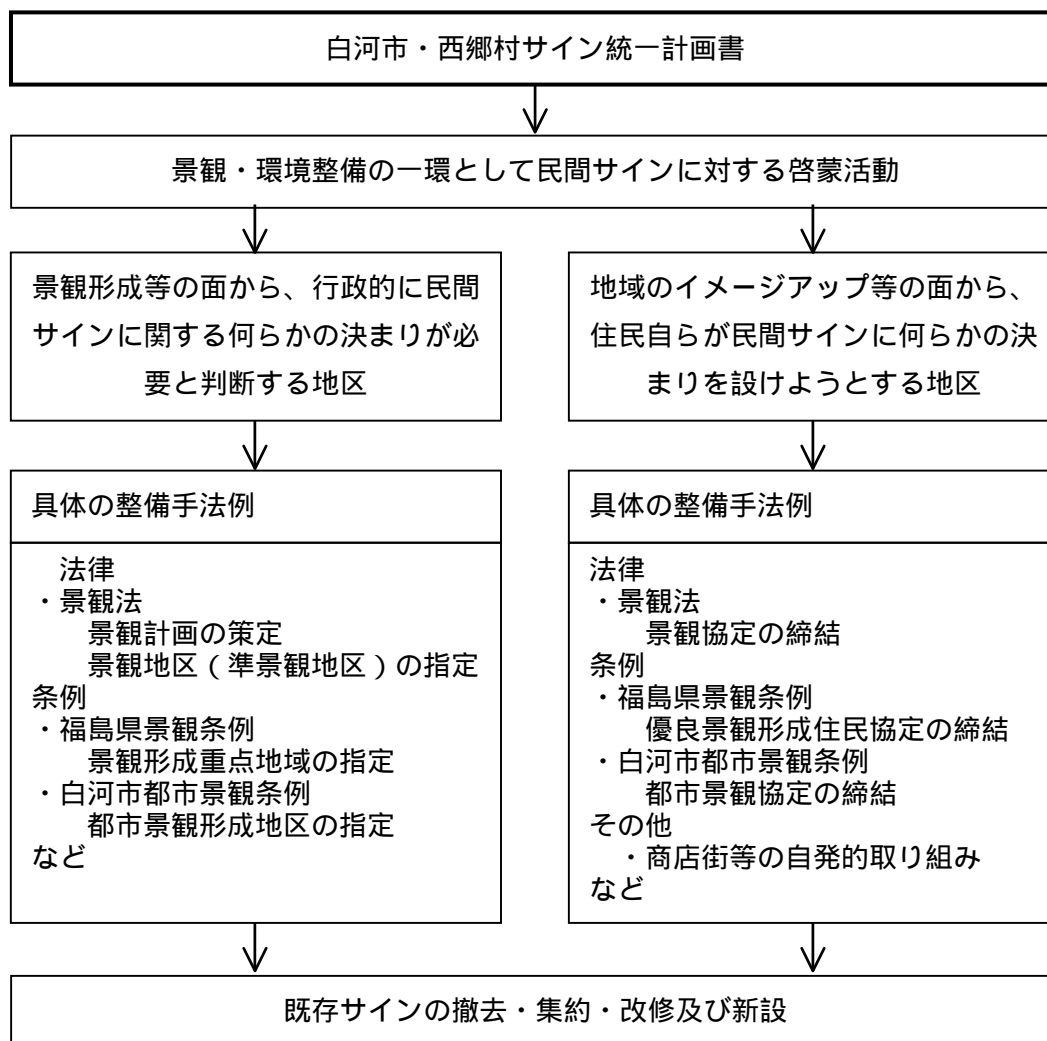 白河市・西郷村サイン統一計画書
景観・環境整備の一環として民間サインに対する啓蒙活動
景観形成等の面から、行政的に民間
サインに関する何らかの決まりが必
要と判断する地区
具体の整備手法例
法律
・景観法
景観計画の策定
景観地区(準景観地区)の指定
条例
・福島県景観条例
景観形成重点地域の指定
・白河市都市景観条例
都市景観形成地区の指定
など
地域のイメージアップ等の面から、
住民自らが民間サインに何らかの決
まりを設けようとする地区
具体の整備手法例
法律
・景観法
景観協定の締結
条例
・福島県景観条例
優良景観形成住民協定の締結
・白河市都市景観条例
都市景観協定の締結
その他
・商店街等の自発的取り組み
など
既存サインの撤去・集約・改修及び新設